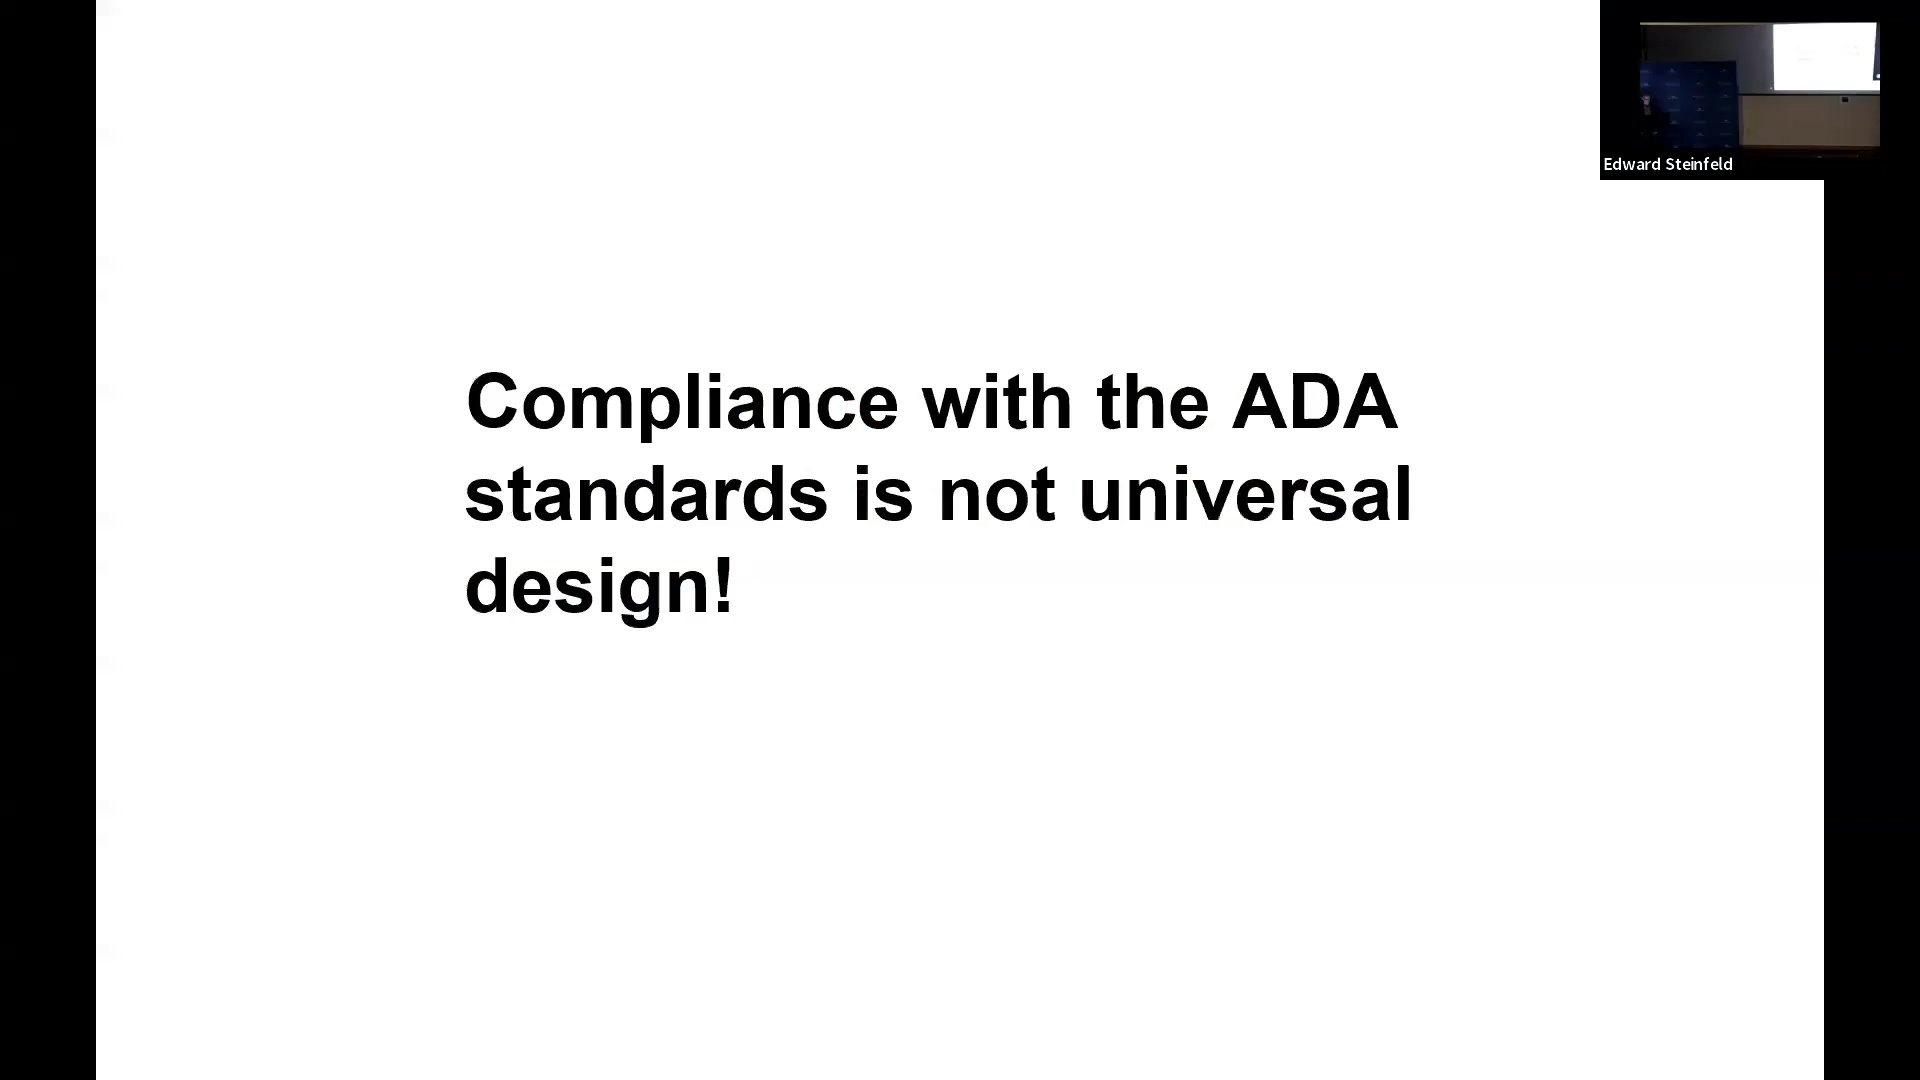 Edward Steinfeld
Compliance with the ADA
standards is not universal
design!